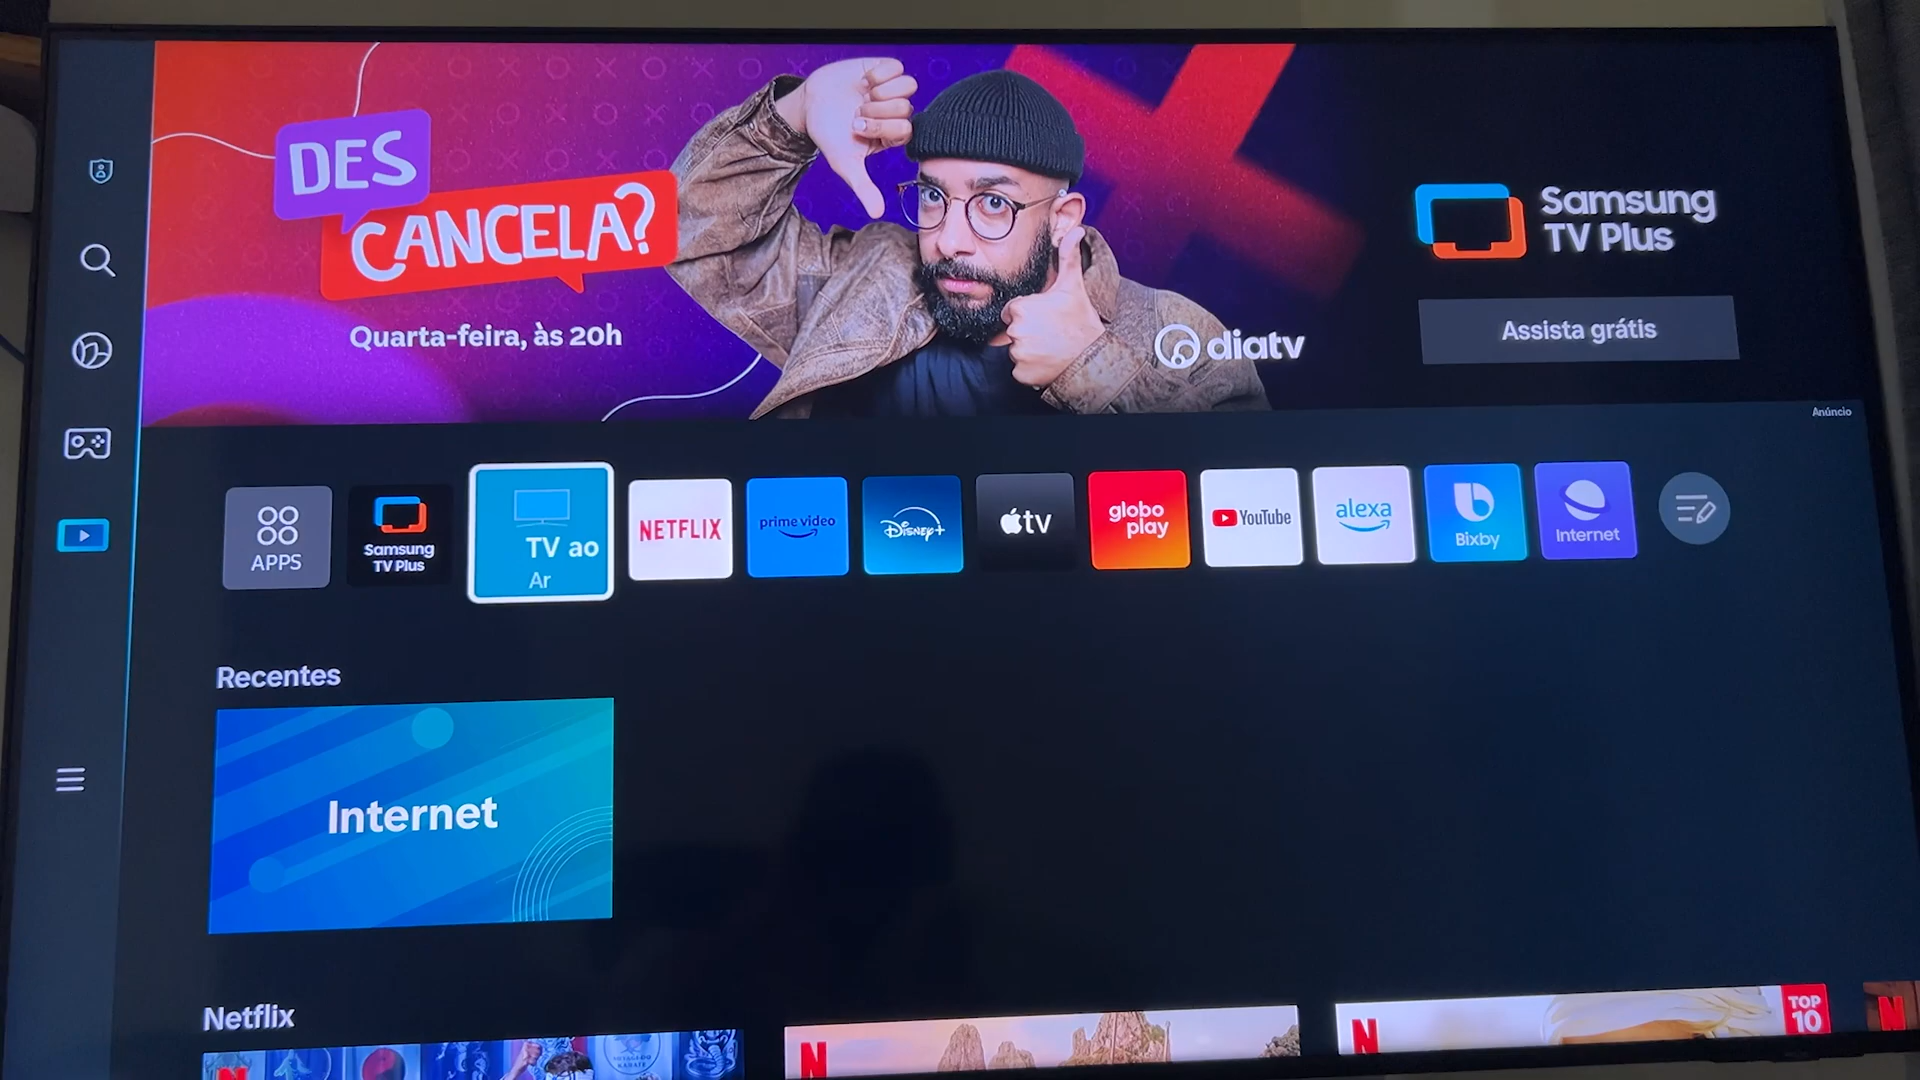 DES
CANCELA?
Quarta-feira, às 20h
diatv
Samsung
TV Plus
Assista grátis
Anúncio
APPS
Samsung
TV Plus
TV ao
Ar
NETFLIX
prime video
Disney+
tv
globo
play
YouTube
alexa
Bixby
Internet
Recentes
Internet
Netflix
N
N
N
TOP
10
N